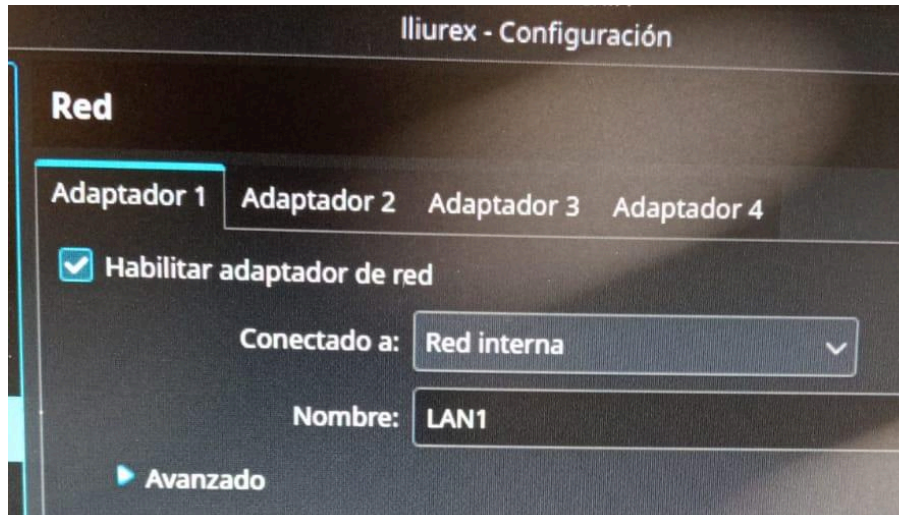 lliurex - Configuración
Red
Adaptador 1 Adaptador 2 Adaptador 3 Adaptador 4
Habilitar adaptador de red
Conectado a: Red interna
Nombre: LAN1
Avanzado